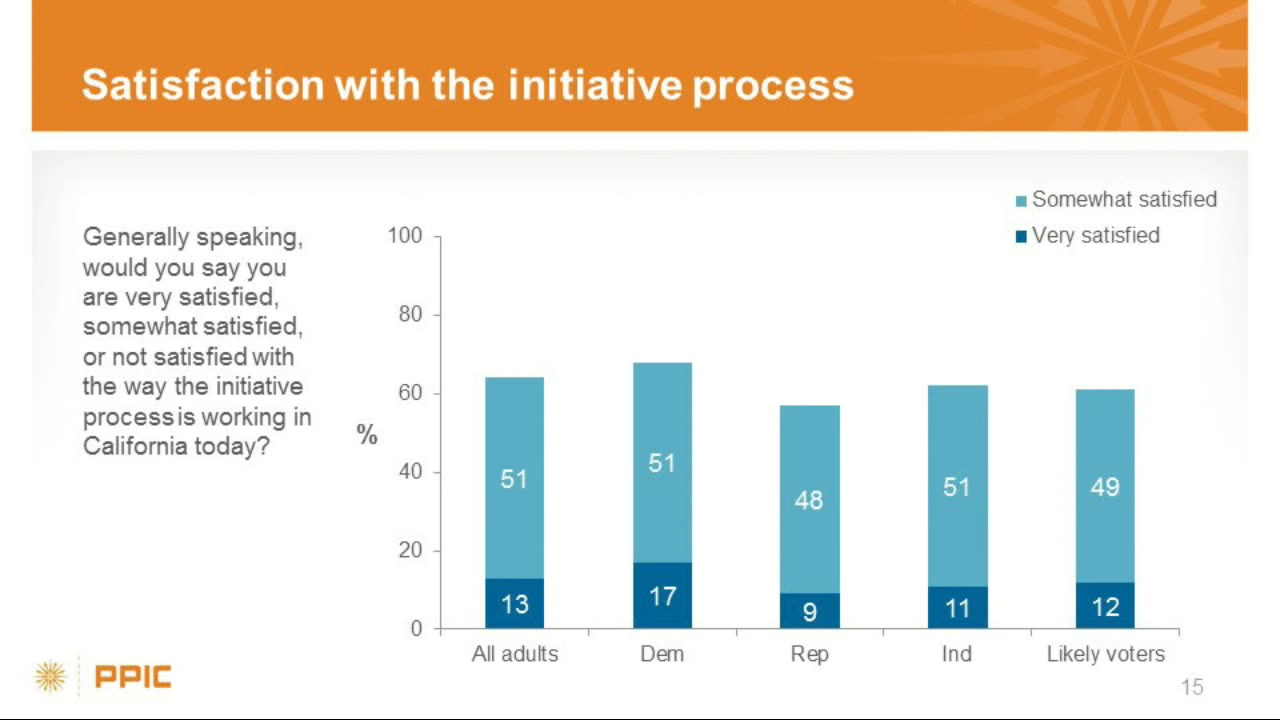 Satisfaction with the initiative process
Generally speaking,
would you say you
are very satisfied,
somewhat satisfied,
or not satisfied with
the way the initiative
process is working in
California today?
Somewhat satisfied
Very satisfied
%
100
80
60
40
20
0
51
51
48
51
49
13
17
9
11
12
All adults
Dem
Rep
Ind
Likely voters
PPIC
15